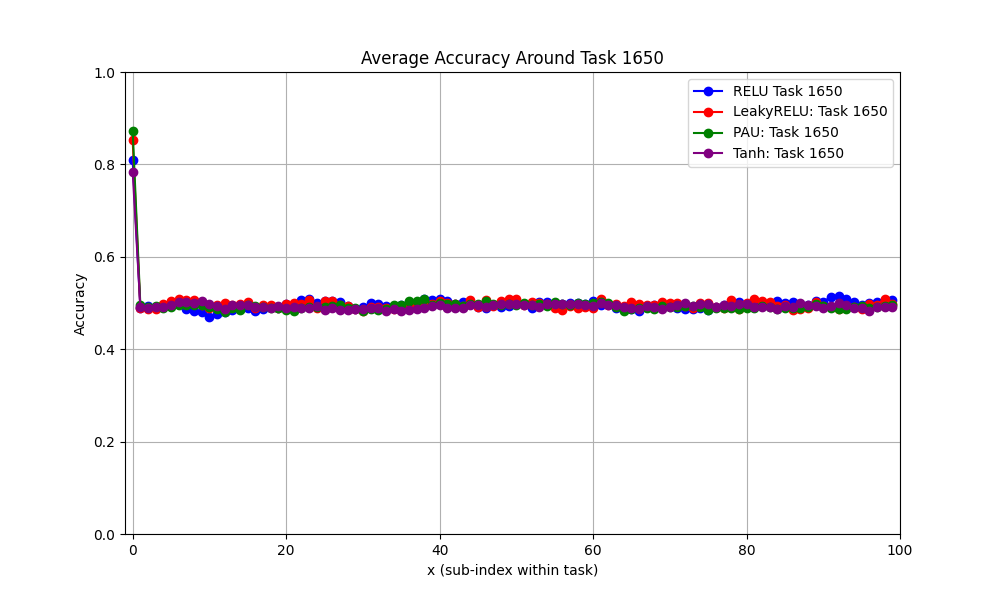 Average Accuracy Around Task 1650
RELU Task 1650
LeakyRELU: Task 1650
PAU: Task 1650
Tanh: Task 1650
Accuracy
1.0
0.8
0.6
0.4
0.2
0.0
0 20 40 60 80 100
x (sub-index within task)